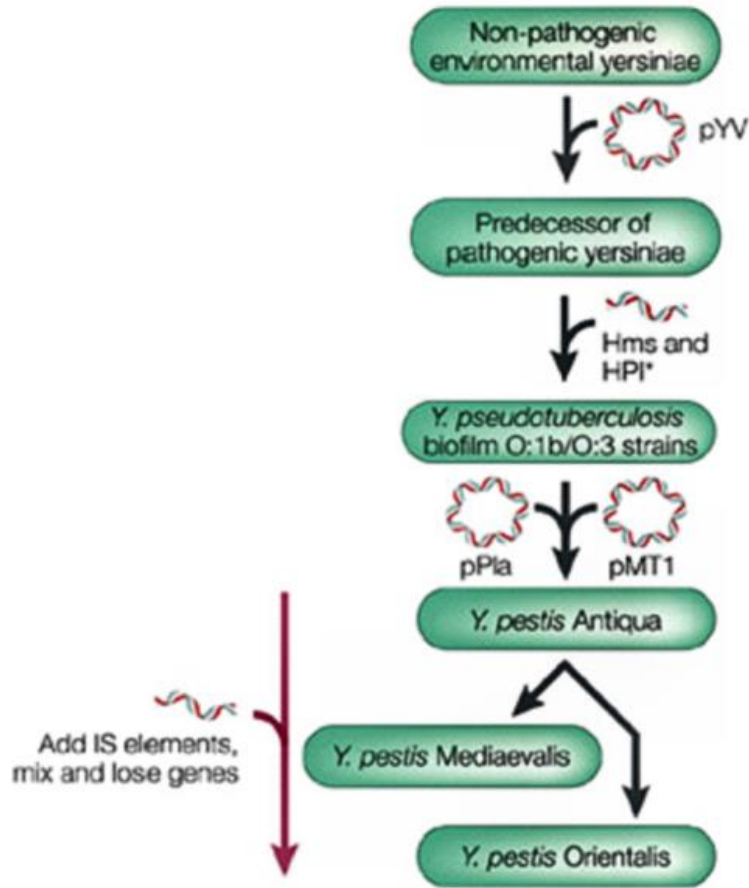 Non-pathogenic
environmental yersiniae
pYV
Predecessor of
pathogenic yersiniae
Hms and
HPI*
Y. pseudotuberculosis
biofilm O:1b/O:3 strains
pPla
pMT1
Y. pestis Antiqua
Add IS elements,
mix and lose genes
Y. pestis Mediaevalis
Y. pestis Orientalis